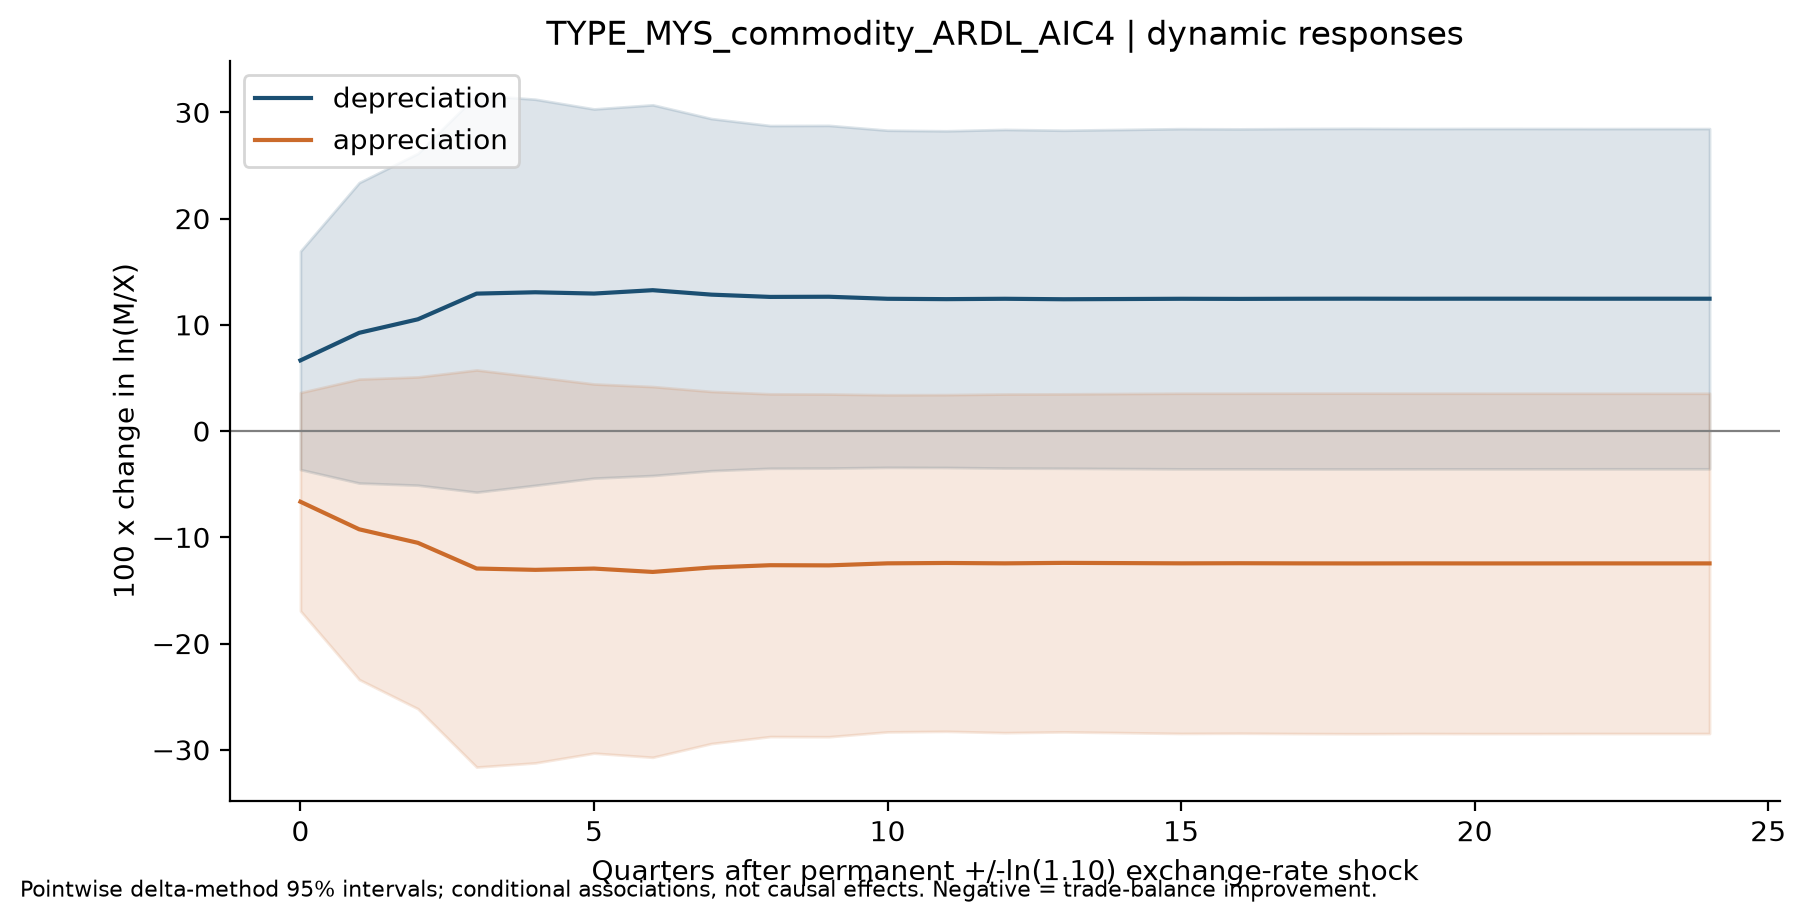 TYPE_MYS_commodity_ARDL_AIC4 | dynamic responses
depreciation
appreciation
100 x change in ln(M/X)
30
20
10
0
−10
−20
−30
0 5 10 15 20 25
Quarters after permanent +/-ln(1.10) exchange-rate shock
Pointwise delta-method 95% intervals; conditional associations, not causal effects. Negative = trade-balance improvement.